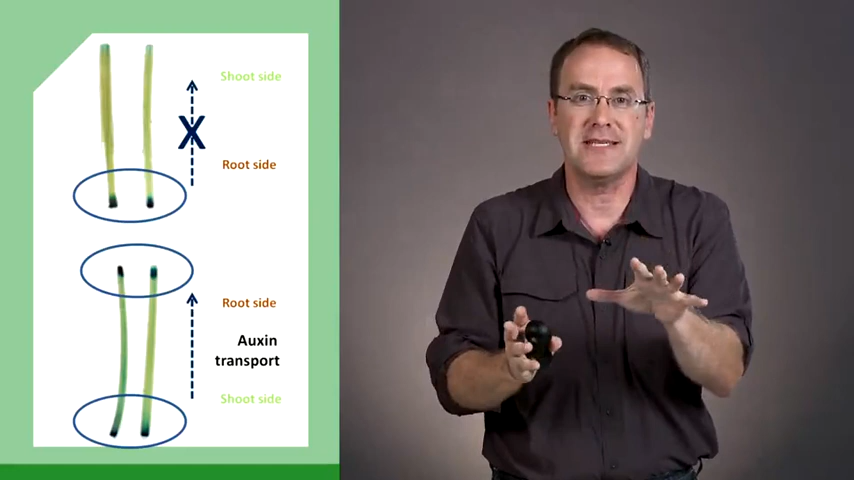 Shoot side
X
Root side
Root side
Auxin
transport
Shoot side